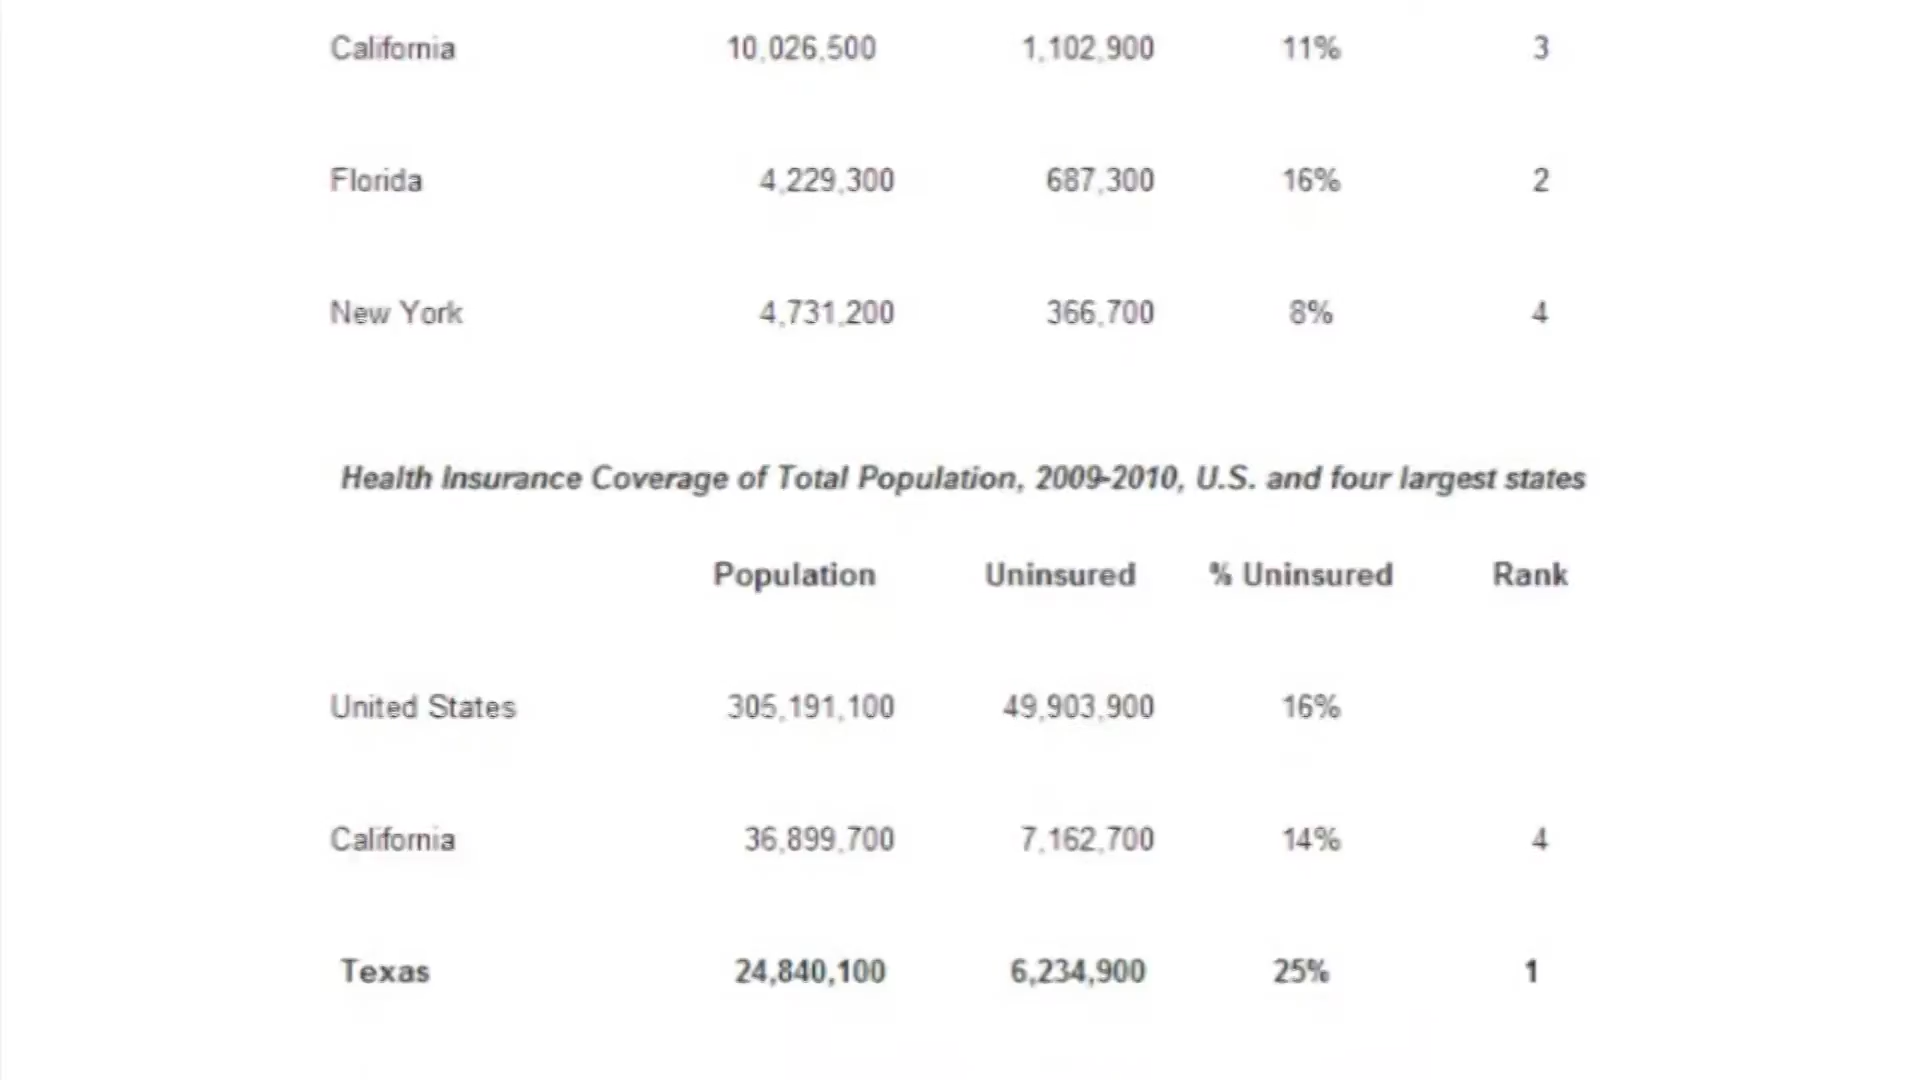 California 10,026,500 1,102,900 11% 3
Florida 4,229,300 687,300 16% 2
New York 4,731,200 366,700 8% 4
Health Insurance Coverage of Total Population, 2009-2010, U.S. and four largest states
Population Uninsured % Uninsured Rank
United States 305,191,100 49,903,900 16%
California 36,899,700 7,162,700 14% 4
Texas 24,840,100 6,234,900 25% 1